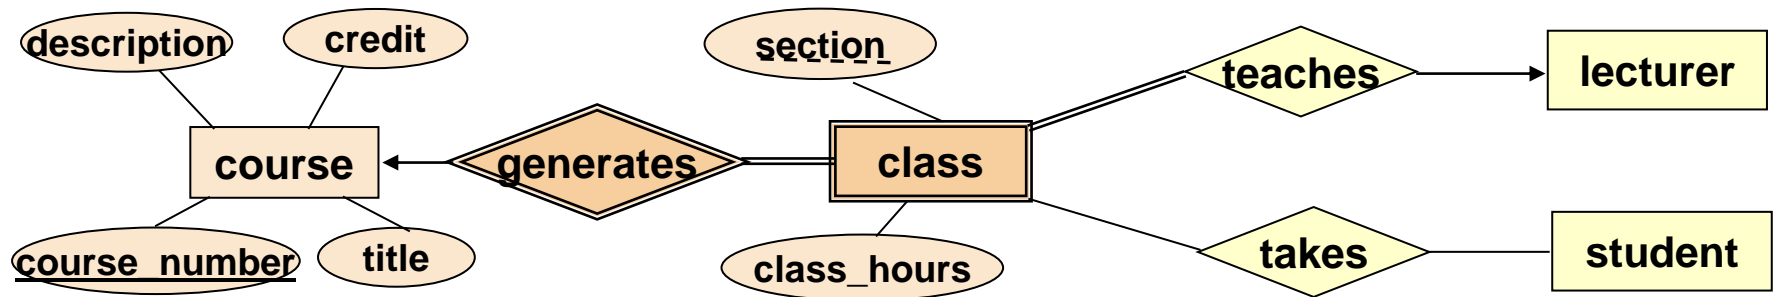 description
credit
section
teaches
lecturer
course
generates
class
course_number
title
class_hours
takes
student